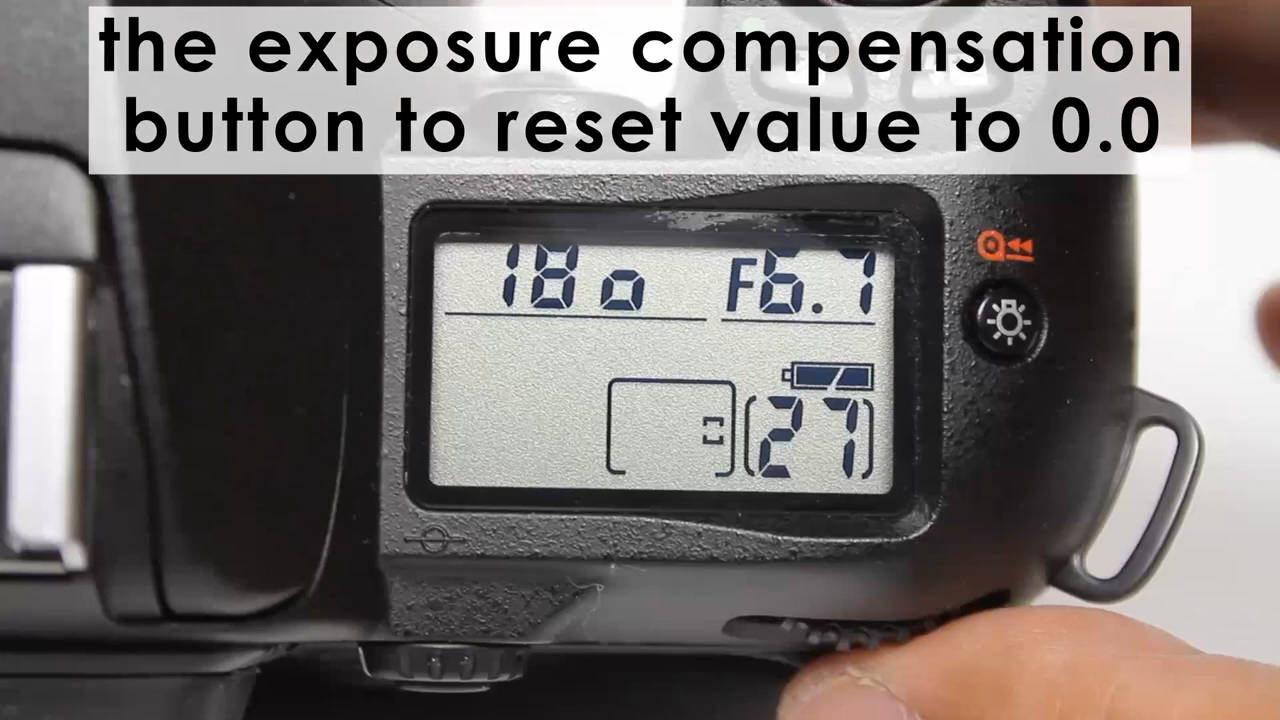 the exposure compensation
button to reset value to 0.0
180 F6.7
[27]